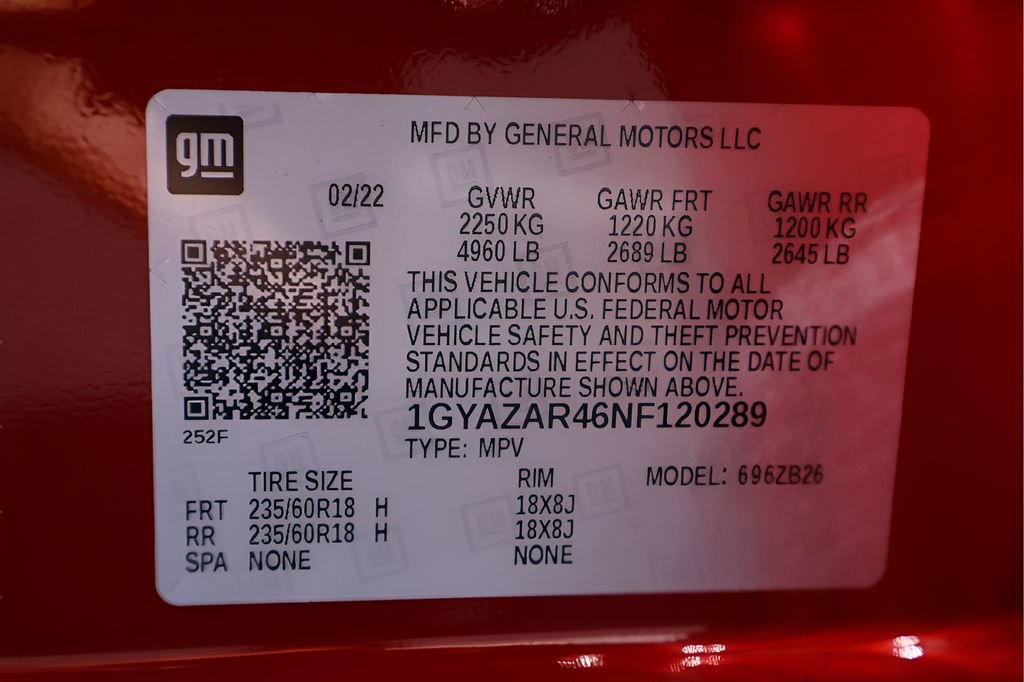 gm
MFD BY GENERAL MOTORS LLC
02/22 GVWR GAWR FRT GAWR RR
2250 KG 1220 KG 1200 KG
4960 LB 2689 LB 2645 LB
THIS VEHICLE CONFORMS TO ALL
APPLICABLE U.S. FEDERAL MOTOR
VEHICLE SAFETY AND THEFT PREVENTION
STANDARDS IN EFFECT ON THE DATE OF
MANUFACTURE SHOWN ABOVE.
1GYAZAR46NF120289
252F
TYPE: MPV
TIRE SIZE RIM MODEL: 696ZB26
FRT 235/60R18 H 18X8J
RR 235/60R18 H 18X8J
SPA NONE NONE